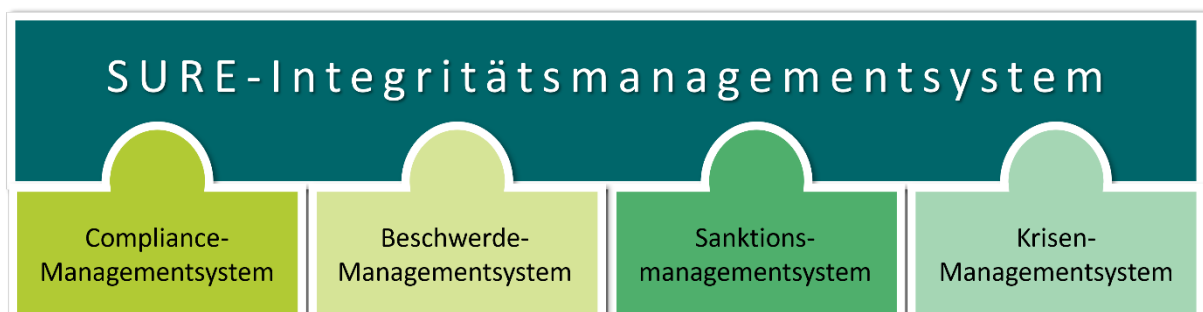 SURE-Integritätsmanagementsystem
Compliance-
Managementsystem
Beschwerde-
Managementsystem
Sanktions-
managementsystem
Krisen-
Managementsystem